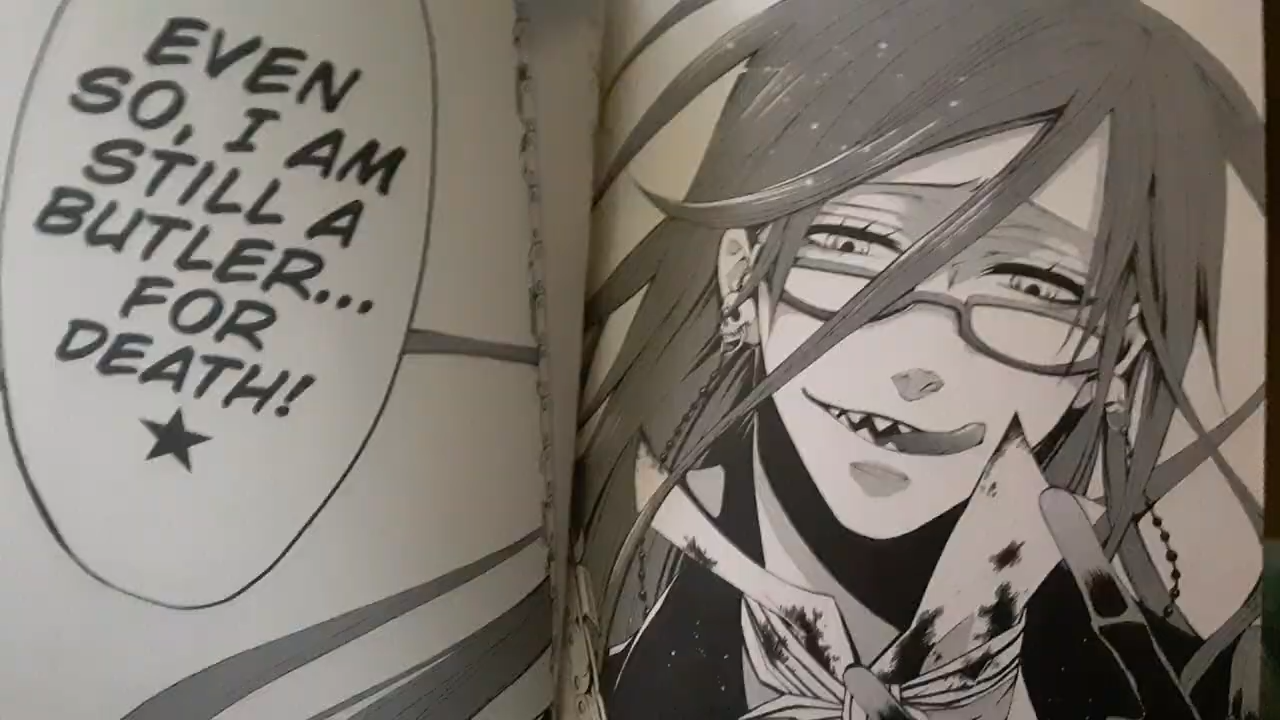 EVEN
SO, I AM
STILL A
BUTLER...
FOR
DEATH!
★